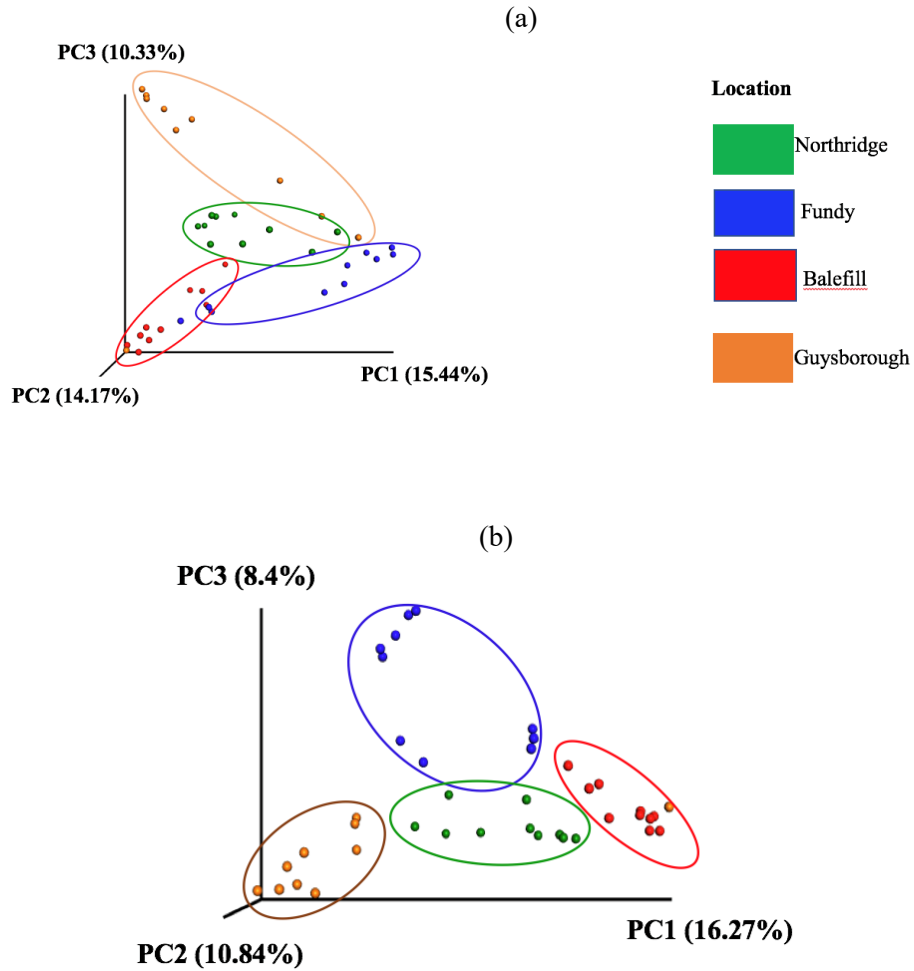 (a)
PC3 (10.33%)
Location
Northridge
Fundy
Balefill
Guysborough
PC1 (15.44%)
PC2 (14.17%)
(b)
PC3 (8.4%)
PC1 (16.27%)
PC2 (10.84%)